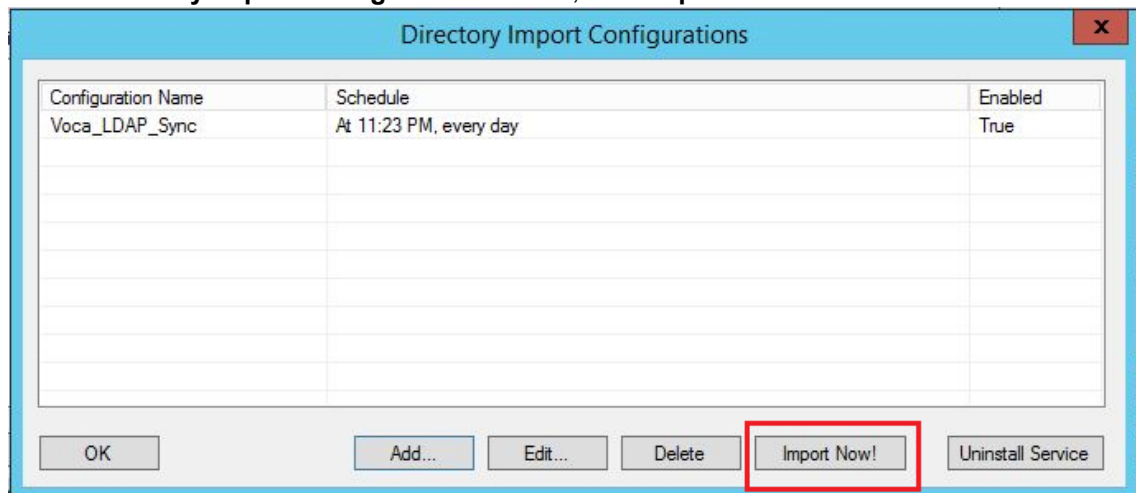 Directory Import Configurations
x
Configuration Name Schedule Enabled
Voca_LDAP_Sync At 11:23 PM, every day True
OK Add... Edit... Delete Import Now! Uninstall Service